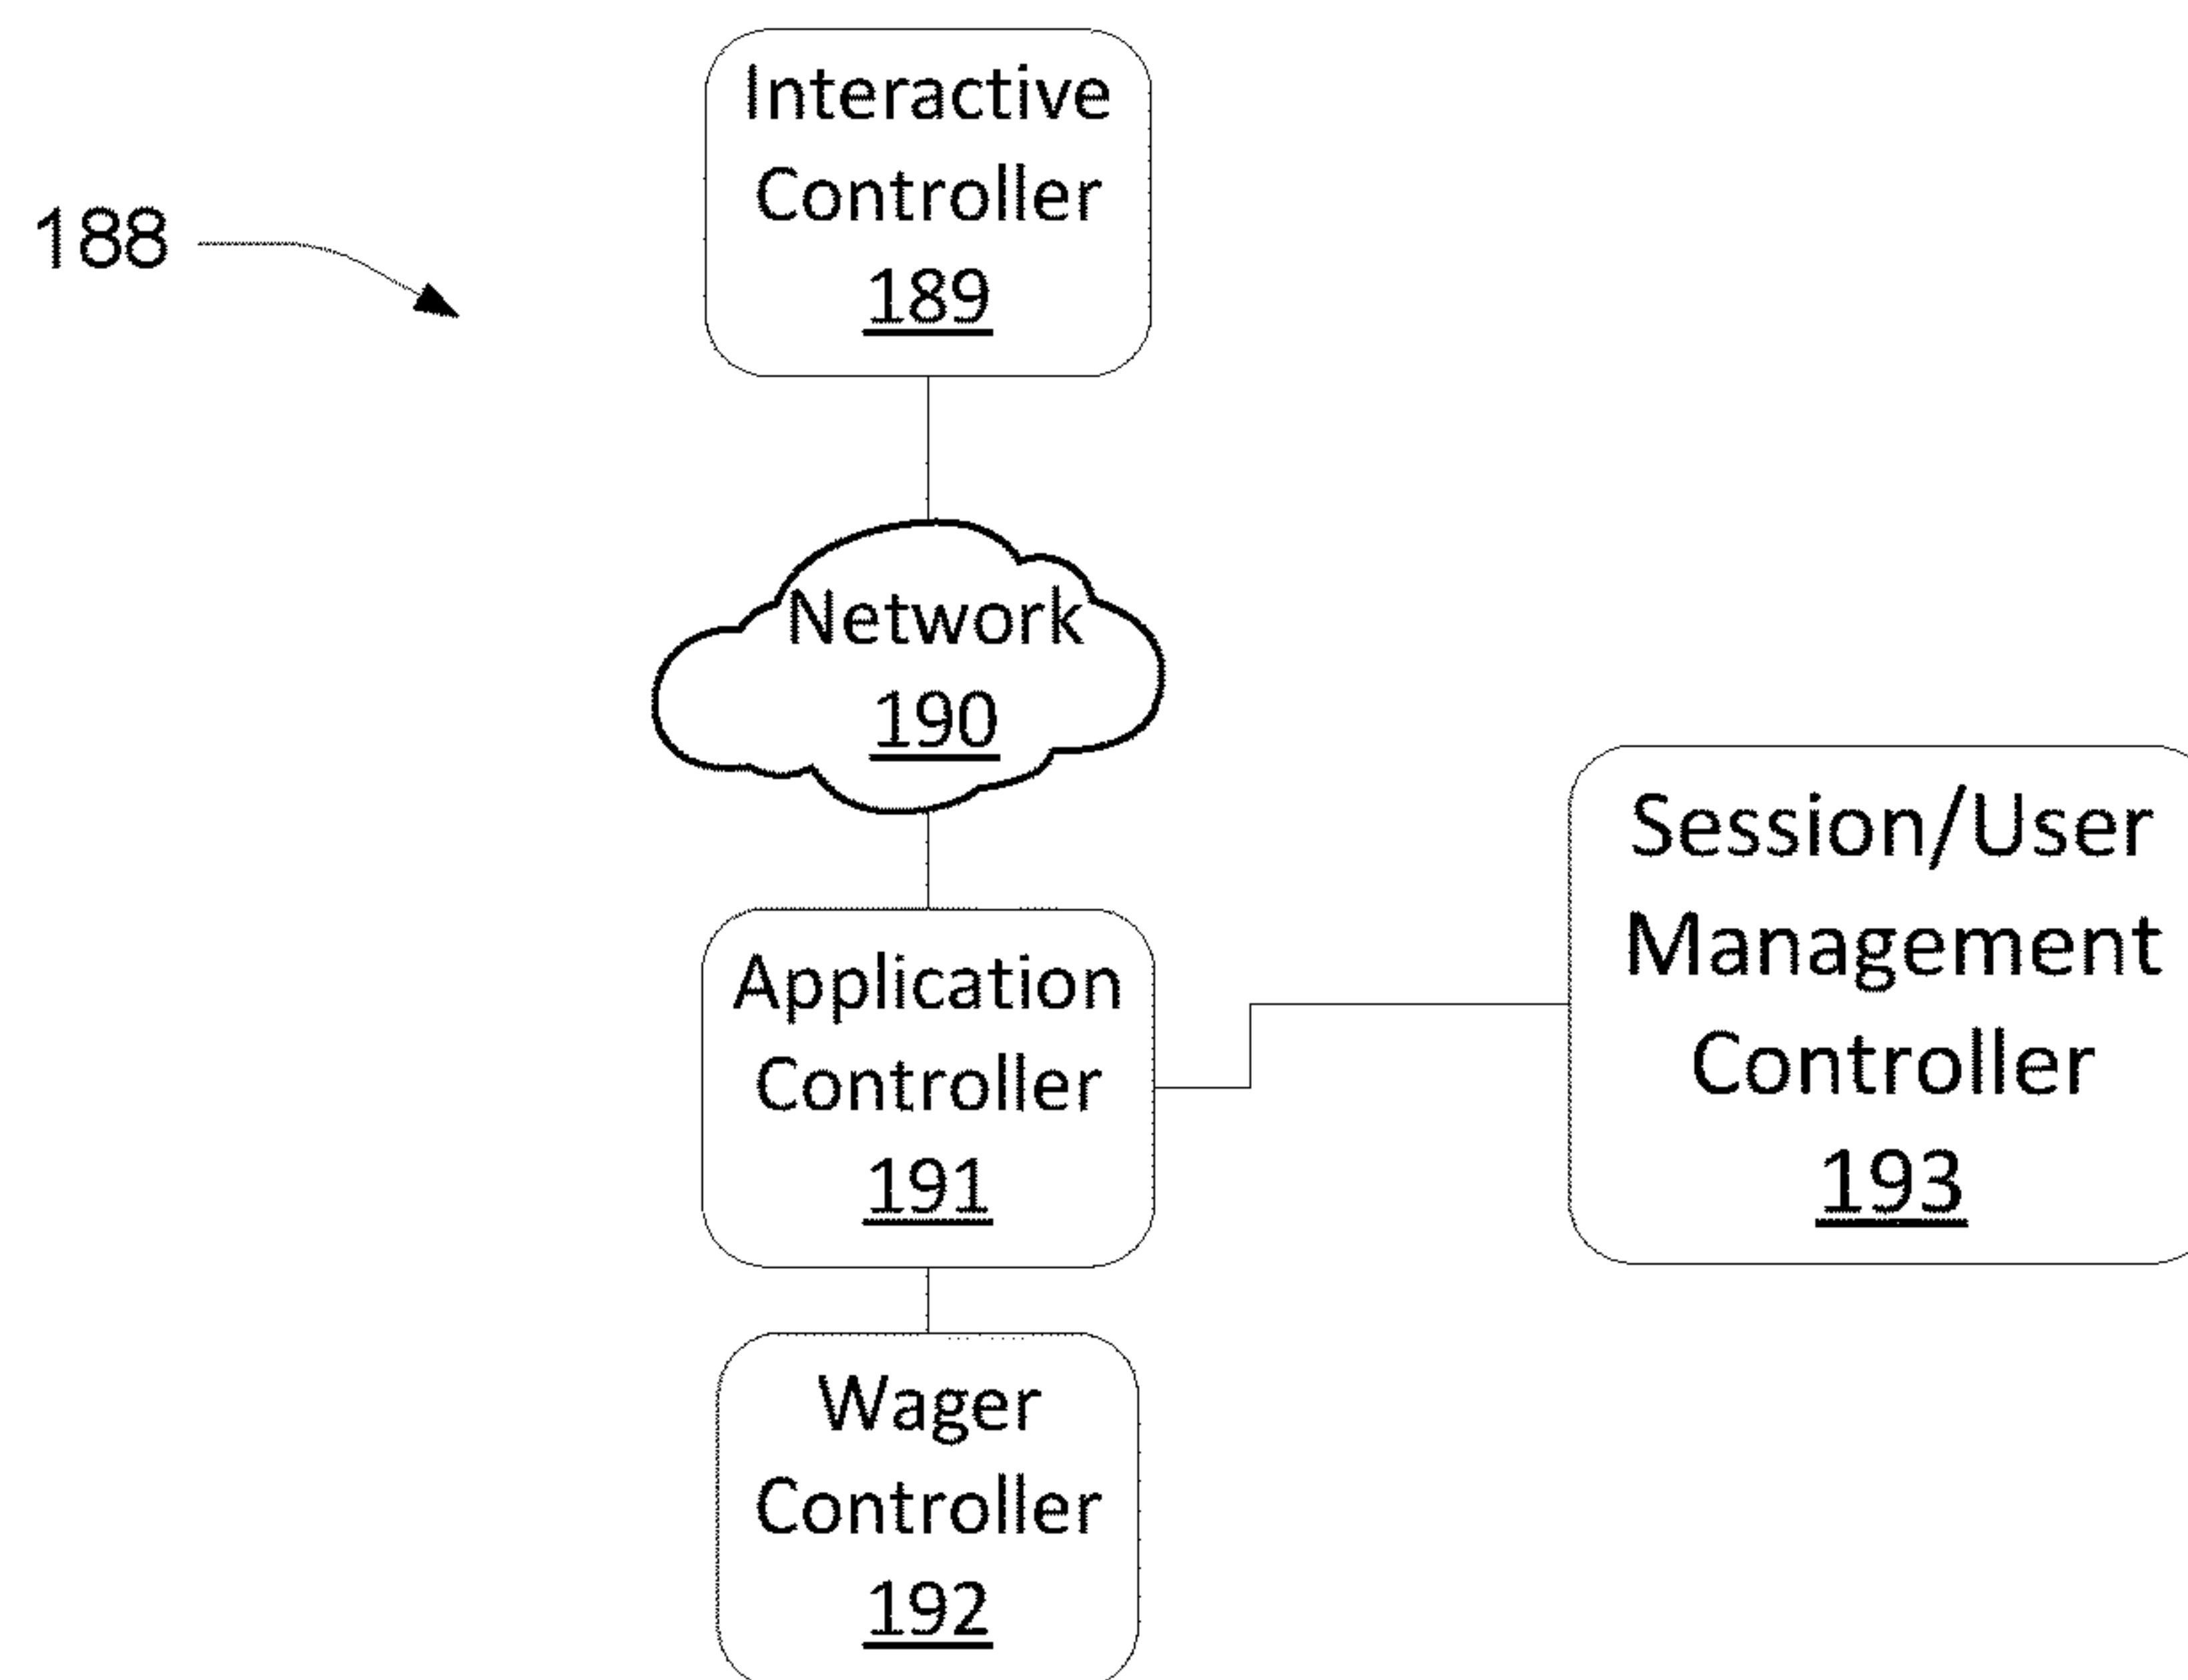 188
Interactive
Controller
189
Network
190
Application
Controller
191
Session/User
Management
Controller
193
Wager
Controller
192